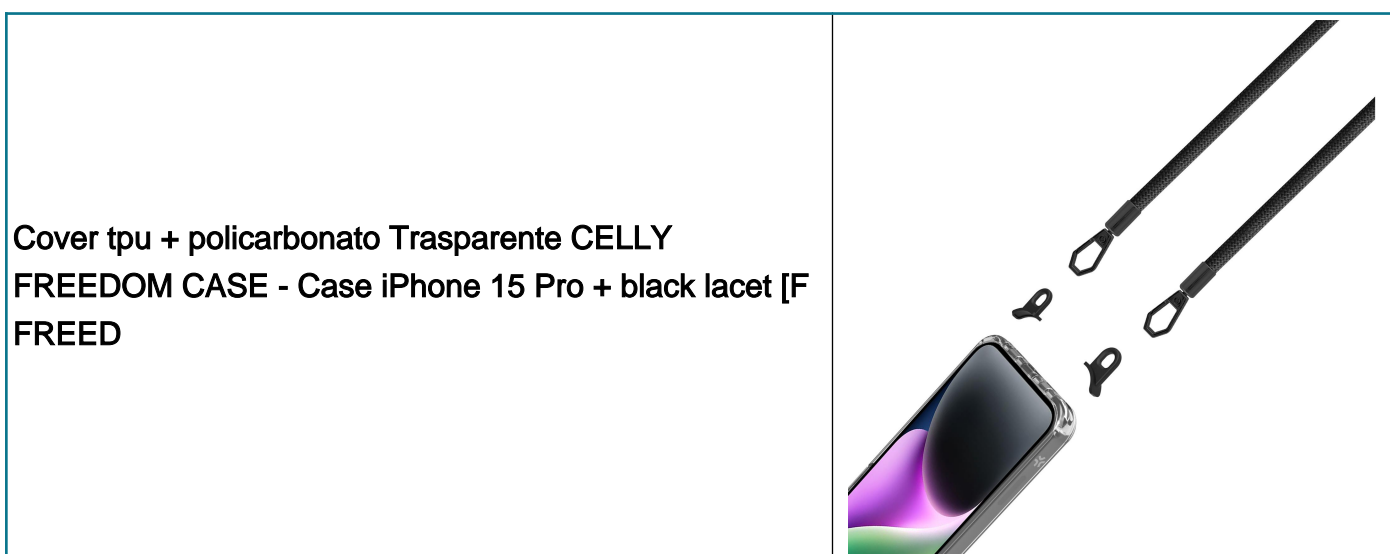 Cover tpu + policarbonato Trasparente CELLY
FREEDOM CASE - Case iPhone 15 Pro + black lacet [F
FREED